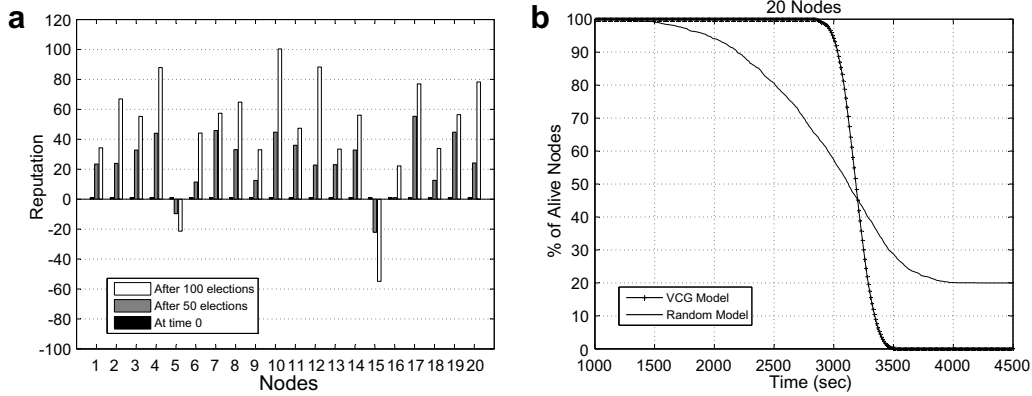 a
120
100
80
60
40
20
0
-20
-40
-60
-80
-100
Reputation
After 100 elections
After 50 elections
At time 0
1 2 3 4 5 6 7 8 9 10 11 12 13 14 15 16 17 18 19 20
Nodes
b
20 Nodes
100
90
80
70
60
50
40
30
20
10
0
% of Alive Nodes
VCG Model
Random Model
1000 1500 2000 2500 3000 3500 4000 4500
Time (sec)